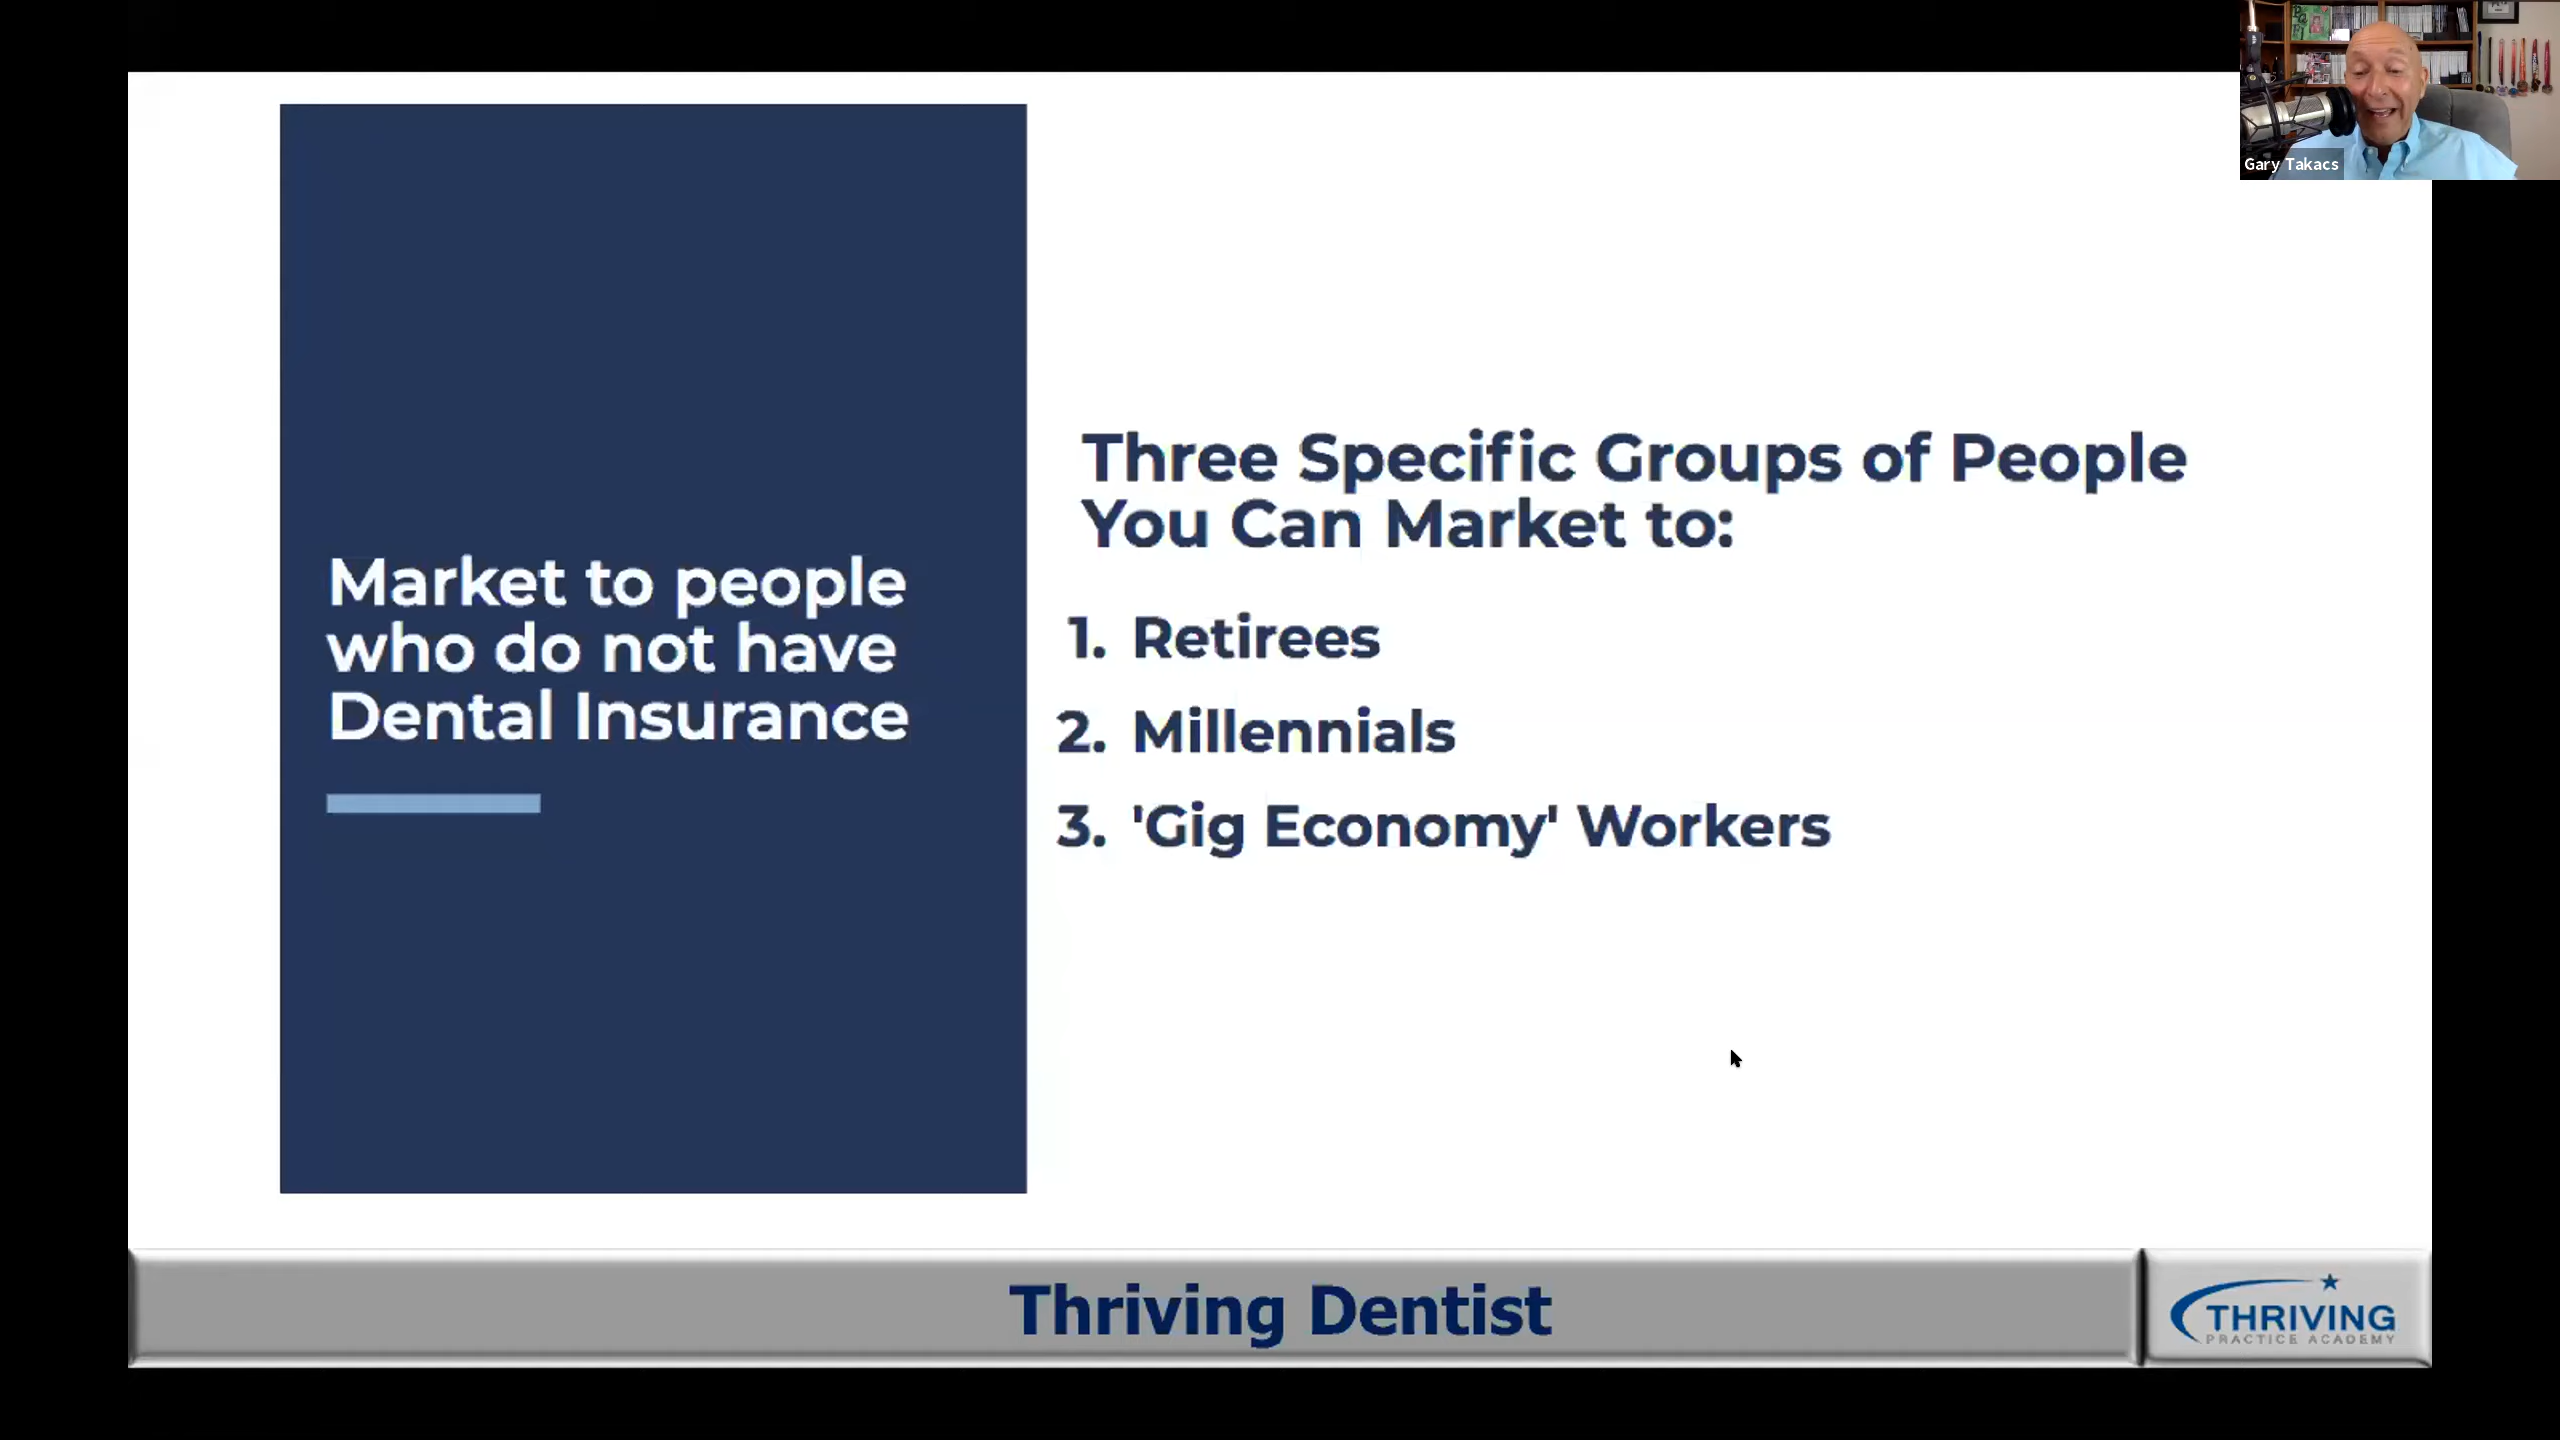 Gary Takacs
Market to people
who do not have
Dental Insurance
Three Specific Groups of People
You Can Market to:
1. Retirees
2. Millennials
3. 'Gig Economy' Workers
Thriving Dentist
THRIVING
PRACTICE ACADEMY